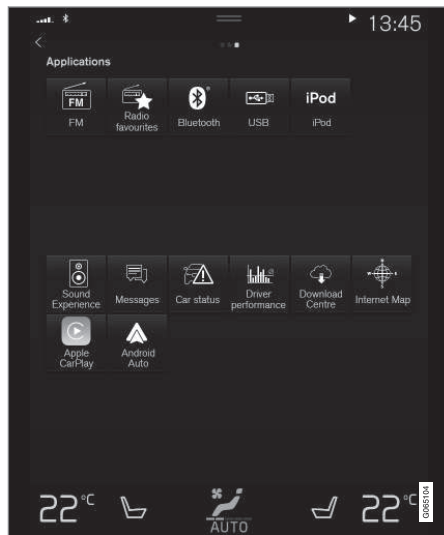 13:45
Applications
FM
FM
Radio
favourites
Bluetooth
USB
iPod
iPod
Sound
Experience
Messages
Car status
Driver
performance
Download
Centre
Internet Map
Apple
CarPlay
Android
Auto
22°C
AUTO
22°C
G065104